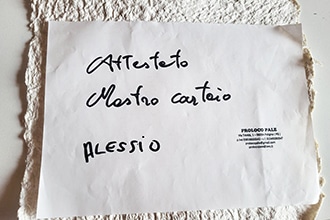 Attestato
Mastro cartaio
ALESSIO
PROLOCO PALE